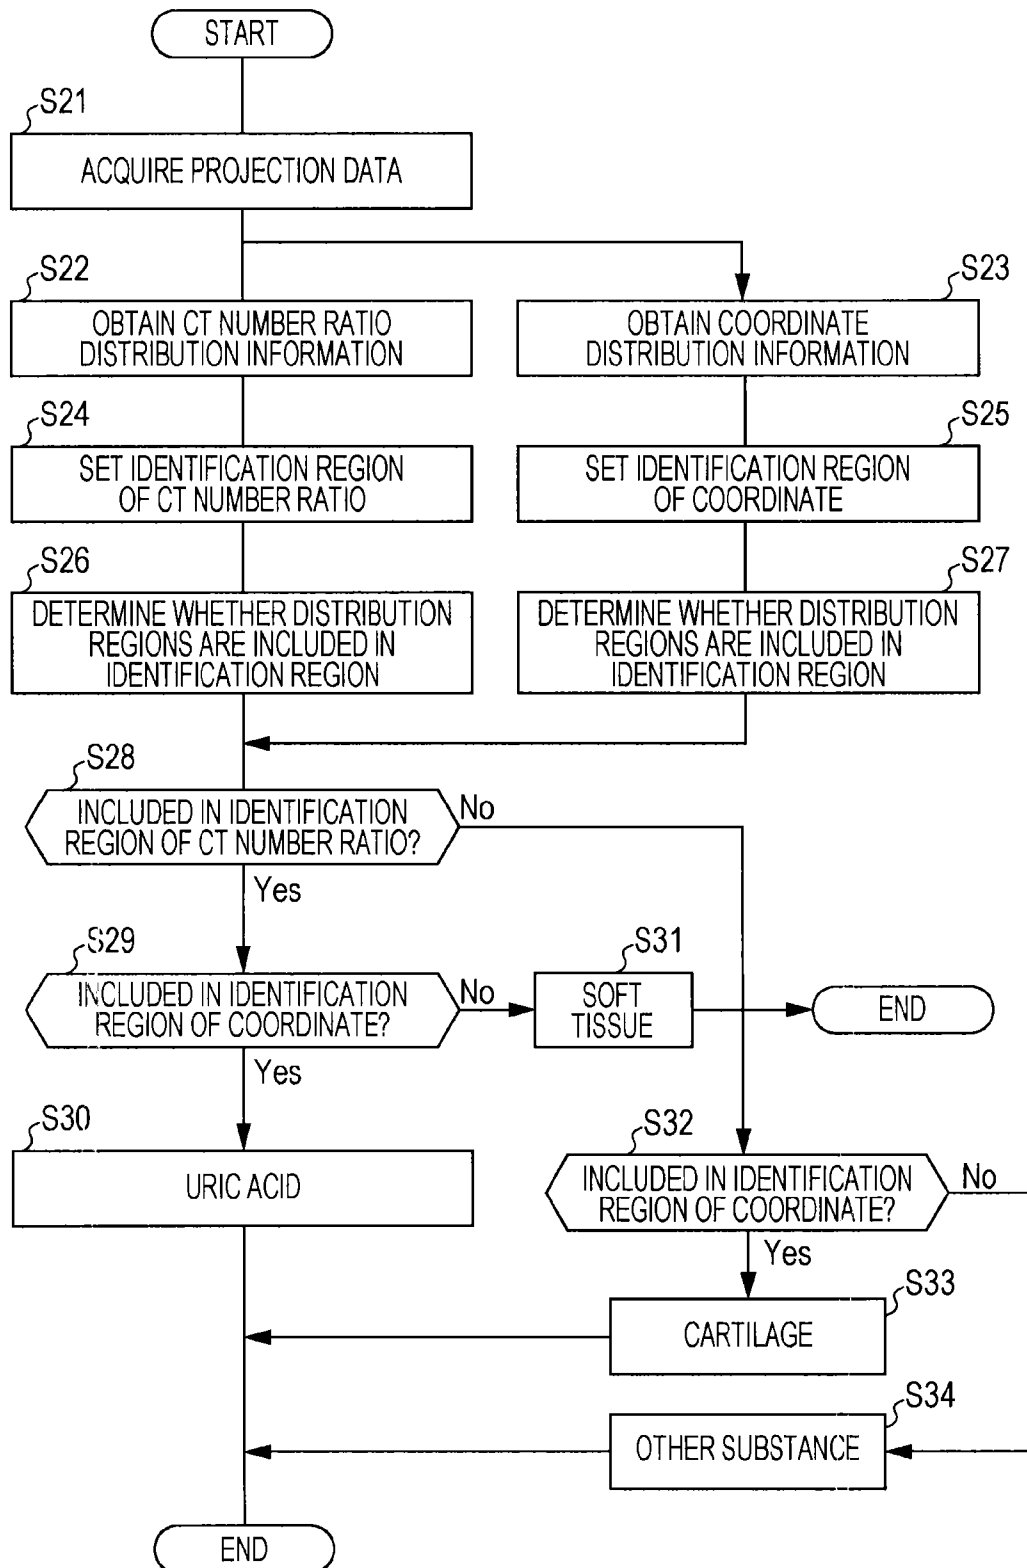 START
S21
ACQUIRE PROJECTION DATA
S22
S23
OBTAIN CT NUMBER RATIO
DISTRIBUTION INFORMATION
OBTAIN COORDINATE
DISTRIBUTION INFORMATION
S24
S25
SET IDENTIFICATION REGION
OF CT NUMBER RATIO
SET IDENTIFICATION REGION
OF COORDINATE
S26
S27
DETERMINE WHETHER DISTRIBUTION
REGIONS ARE INCLUDED IN
IDENTIFICATION REGION
DETERMINE WHETHER DISTRIBUTION
REGIONS ARE INCLUDED IN
IDENTIFICATION REGION
S28
INCLUDED IN IDENTIFICATION
REGION OF CT NUMBER RATIO?
No
Yes
S29
INCLUDED IN IDENTIFICATION
REGION OF COORDINATE?
No
S31
SOFT
TISSUE
END
Yes
S30
URIC ACID
S32
INCLUDED IN IDENTIFICATION
REGION OF COORDINATE?
No
Yes
S33
CARTILAGE
S34
OTHER SUBSTANCE
END